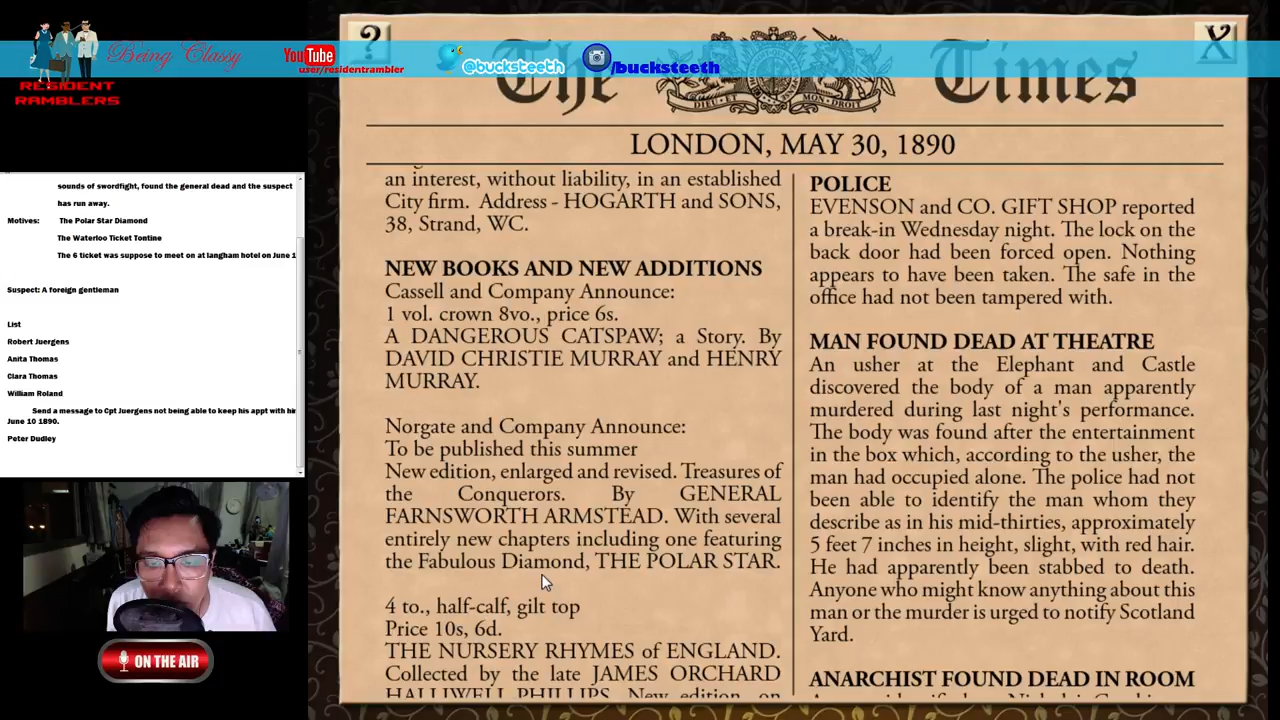 Being Classy
RESIDENT
RAMBLERS
YouTube
user/residentrambler
@bucksteeth
/bucksteeth
sounds of swordfight, found the general dead and the suspect
has run away.
Motives: The Polar Star Diamond
The Waterloo Ticket Tontine
The 6 ticket was suppose to meet on at langham hotel on June 1
Suspect: A foreign gentleman
List
Robert Juergens
Anita Thomas
Clara Thomas
William Roland
Send a message to Cpt Juergens not being able to keep his appt with him
June 10 1890.
Peter Dudley
ON THE AIR
?
X
The Times
DIEU ET MON DROIT
LONDON, MAY 30, 1890
an interest, without liability, in an established
City firm. Address - HOGARTH and SONS,
38, Strand, WC.
NEW BOOKS AND NEW ADDITIONS
Cassell and Company Announce:
1 vol. crown 8vo., price 6s.
A DANGEROUS CATSPAW; a Story. By
DAVID CHRISTIE MURRAY and HENRY
MURRAY.
Norgate and Company Announce:
To be published this summer
New edition, enlarged and revised. Treasures of
the Conquerors. By GENERAL
FARNSWORTH ARMSTEAD. With several
entirely new chapters including one featuring
the Fabulous Diamond, THE POLAR STAR.
4 to., half-calf, gilt top
Price 10s, 6d.
THE NURSERY RHYMES of ENGLAND.
Collected by the late JAMES ORCHARD
HALLIWELL PHILLIPS. New edition, on
POLICE
EVENSON and CO. GIFT SHOP reported
a break-in Wednesday night. The lock on the
back door had been forced open. Nothing
appears to have been taken. The safe in the
office had not been tampered with.
MAN FOUND DEAD AT THEATRE
An usher at the Elephant and Castle
discovered the body of a man apparently
murdered during last night's performance.
The body was found after the entertainment
in the box which, according to the usher, the
man had occupied alone. The police had not
been able to identify the man whom they
describe as in his mid-thirties, approximately
5 feet 7 inches in height, slight, with red hair.
He had apparently been stabbed to death.
Anyone who might know anything about this
man or the murder is urged to notify Scotland
Yard.
ANARCHIST FOUND DEAD IN ROOM